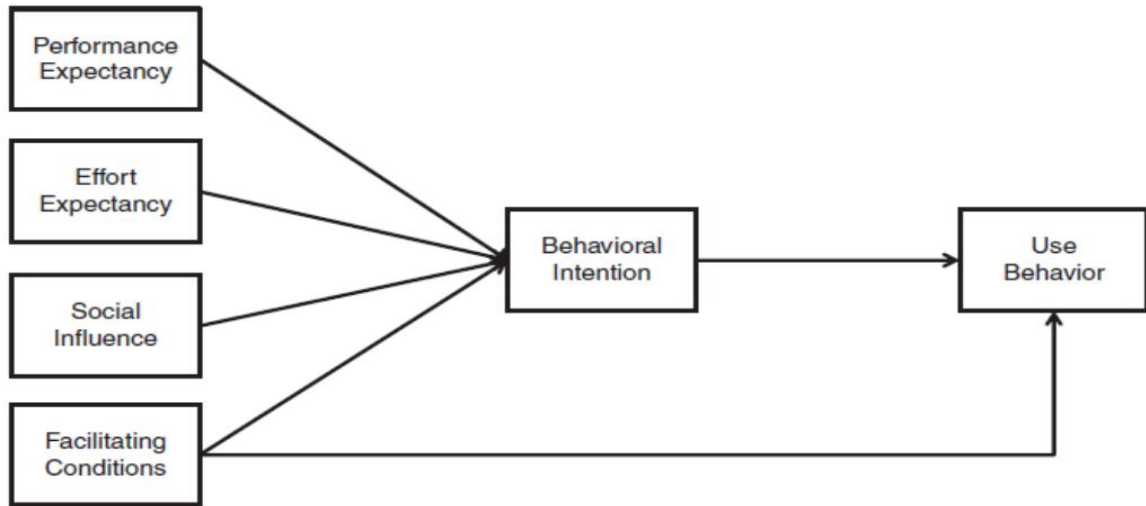 Performance
Expectancy
Effort
Expectancy
Social
Influence
Facilitating
Conditions
Behavioral
Intention
Use
Behavior